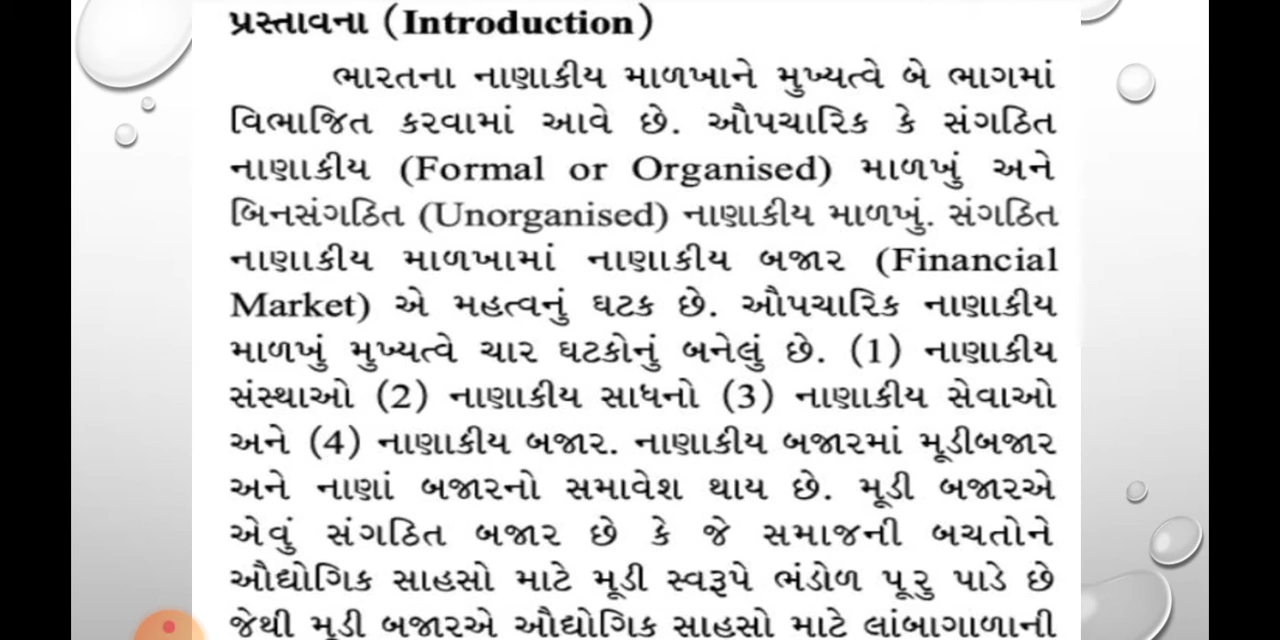 પ્રસ્તાવના (Introduction)
ભારતના નાણાકીય માળખાને મુખ્યત્વે બે ભાગમાં
વિભાજિત કરવામાં આવે છે. ઔપચારિક કે સંગઠિત
નાણાકીય (Formal or Organised) માળખું અને
બિનસંગઠિત (Unorganised) નાણાકીય માળખું. સંગઠિત
નાણાકીય માળખામાં નાણાકીય બજાર (Financial
Market) એ મહત્વનું ઘટક છે. ઔપચારિક નાણાકીય
માળખું મુખ્યત્વે ચાર ઘટકોનું બનેલું છે. (1) નાણાકીય
સંસ્થાઓ (2) નાણાકીય સાધનો (3) નાણાકીય સેવાઓ
અને (4) નાણાકીય બજાર. નાણાકીય બજારમાં મૂડીબજાર
અને નાણાં બજારનો સમાવેશ થાય છે. મૂડી બજારએ
એવું સંગઠિત બજાર છે કે જે સમાજની બચતોને
ઔદ્યોગિક સાહસો માટે મૂડી સ્વરૂપે ભંડોળ પૂરુ પાડે છે
જેથી મૂડી બજારએ ઔદ્યોગિક સાહસો માટે લાંબાગાળાની